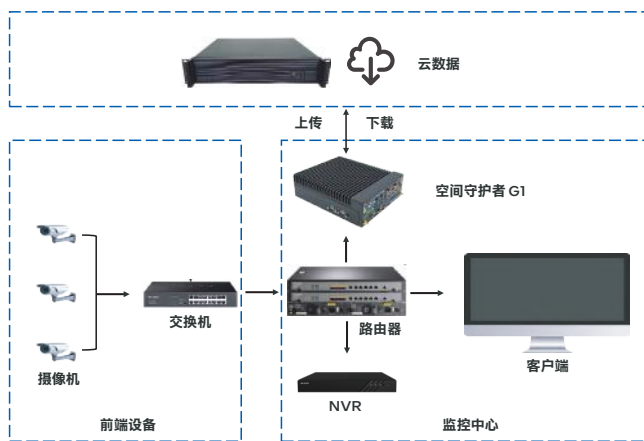 云数据
上传
下载
空间守护者 G1
交换机
路由器
摄像机
客户端
NVR
前端设备
监控中心